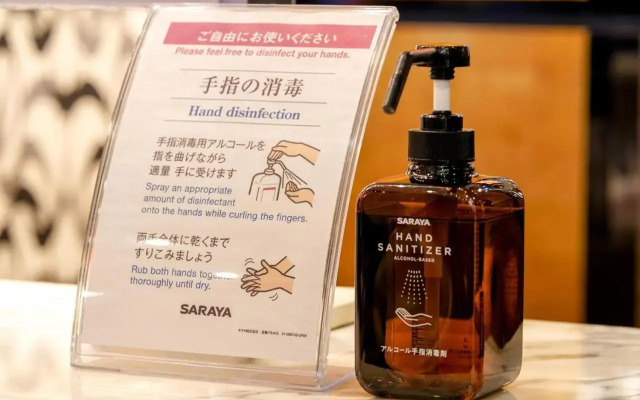 ご自由にお使いください
Please feel free to disinfect your hands.
手指の消毒
Hand disinfection
手指消毒用アルコールを
指を曲げながら
適量 手に受けます
Spray an appropriate
amount of disinfectant
onto the hands while curling the fingers.
両手全体に乾くまで
すりこみましょう
Rub both hands together
thoroughly until dry.
SARAYA
SARAYA
HAND
SANITIZER
ALCOHOL-BASED
アルコール手指消毒剤